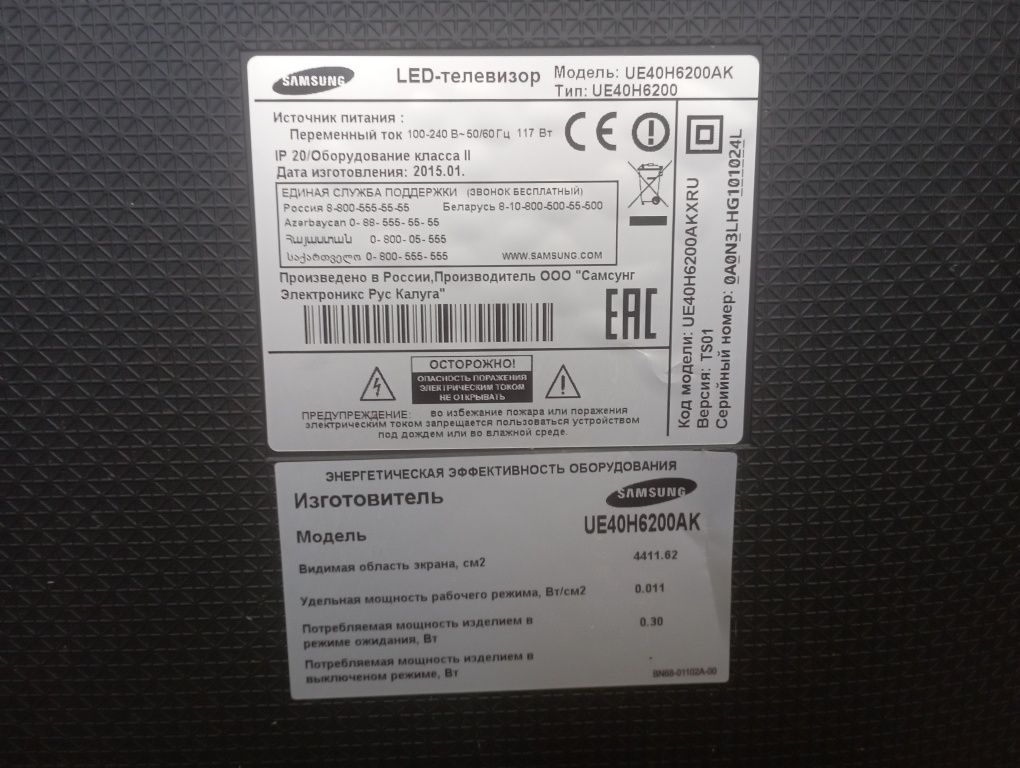 SAMSUNG
LED-телевизор
Модель: UE40H6200AK
Тип: UE40H6200
Источник питания :
Переменный ток 100-240 В~50/60Гц 117 Вт
IP 20/Оборудование класса II
Дата изготовления: 2015.01.
ЕДИНАЯ СЛУЖБА ПОДДЕРЖКИ (ЗВОНОК БЕСПЛАТНЫЙ)
Россия 8-800-555-55-55 Беларусь 8-10-800-500-55-500
Azərbaycan 0-88-555-55-55
Հայաստան 0-800-05-555
საქართველო 0-800-555-555 WWW.SAMSUNG.COM
Произведено в России,Производитель ООО "Самсунг
Электроникс Рус Калуга"
CE
EAC
ОСТОРОЖНО!
ОПАСНОСТЬ ПОРАЖЕНИЯ
ЭЛЕКТРИЧЕСКИМ ТОКОМ
НЕ ОТКРЫВАТЬ
ПРЕДУПРЕЖДЕНИЕ: во избежание пожара или поражения
электрическим током запрещается пользоваться устройством
под дождем или во влажной среде.
Код модели: UE40H6200AKXRU
Версия: TS01
Серийный номер: 0A0N3LHG101024L
ЭНЕРГЕТИЧЕСКАЯ ЭФФЕКТИВНОСТЬ ОБОРУДОВАНИЯ
Изготовитель SAMSUNG
Модель UE40H6200AK
Видимая область экрана, см2 4411.62
Удельная мощность рабочего режима, Вт/см2 0.011
Потребляемая мощность изделием в 0.30
режиме ожидания, Вт
Потребляемая мощность изделием в -
выключеном режиме, Вт
BN68-01102A-00